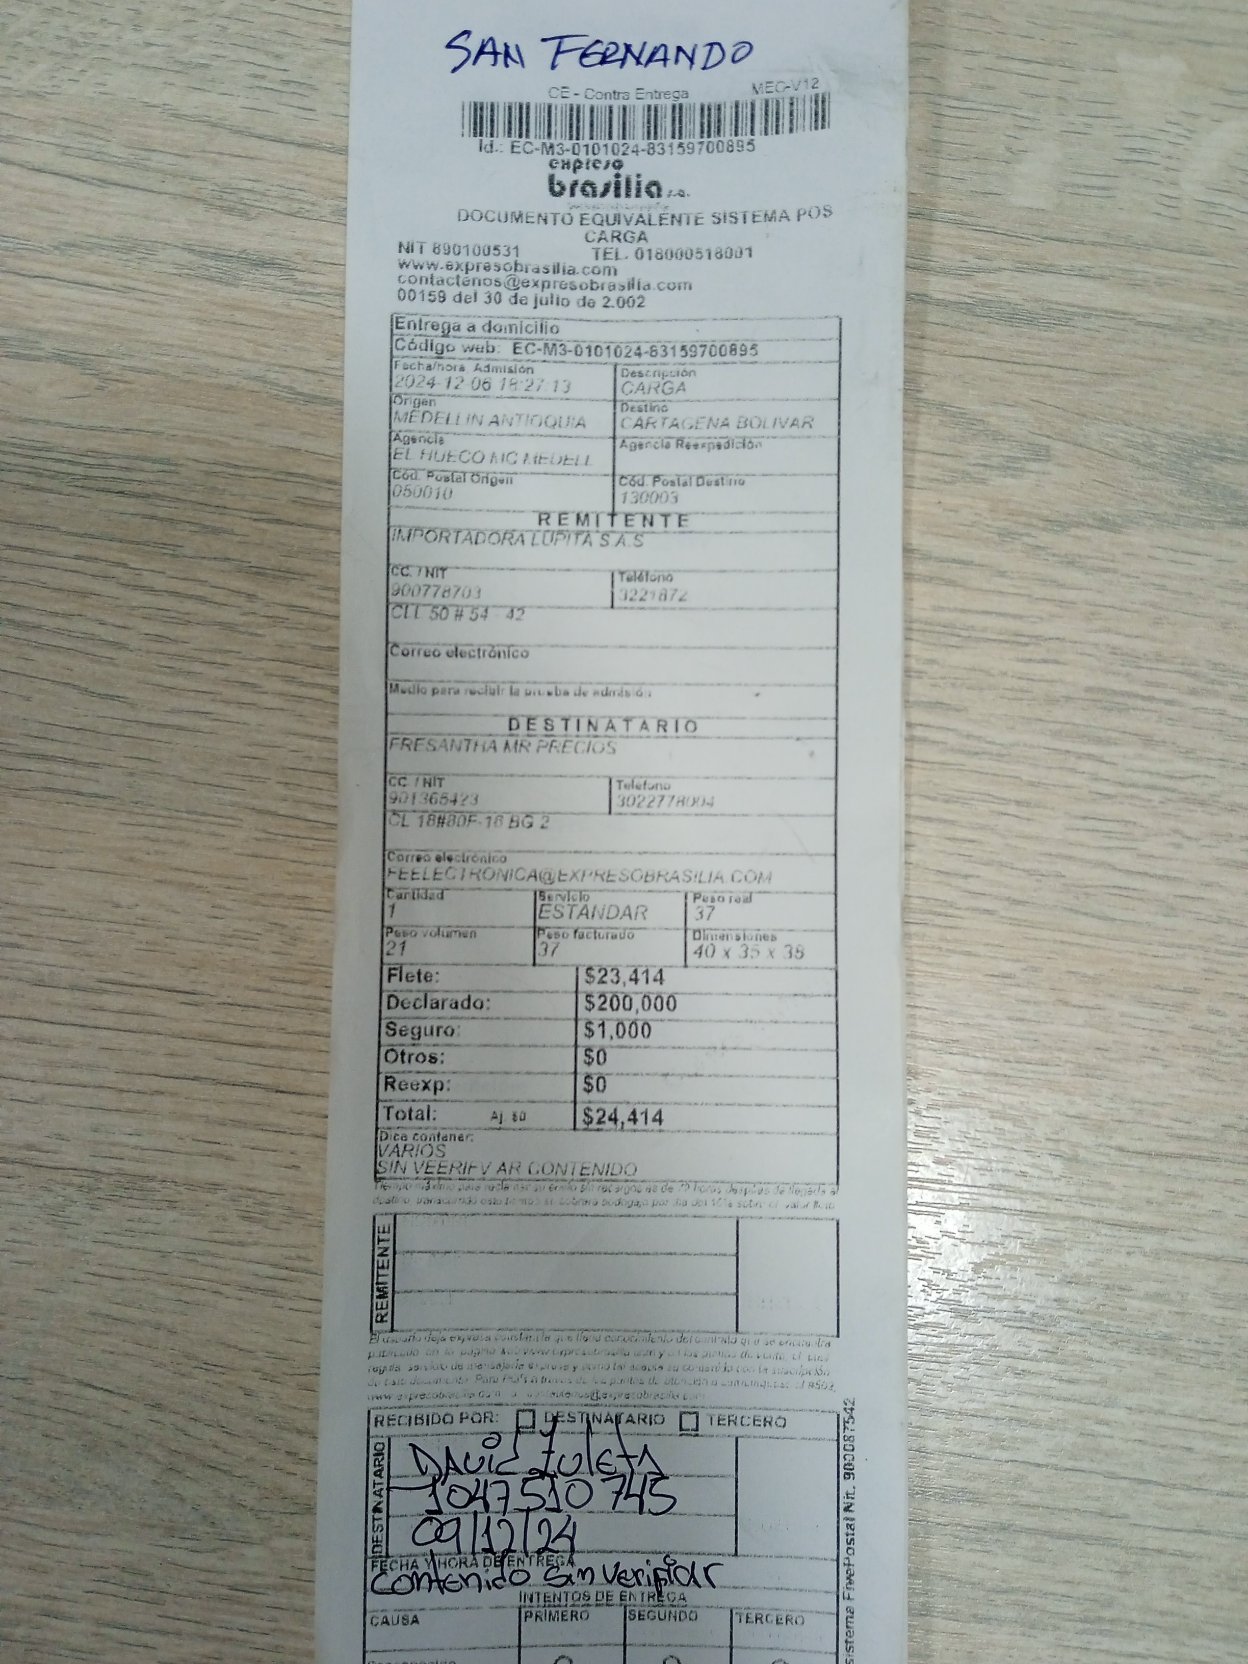 SAN FERNANDO
CE - Contra Entrega MEC-V12
Id.: EC-M3-0101024-83159700895
expreso
brasilia s.a.
DOCUMENTO EQUIVALENTE SISTEMA POS
CARGA
NIT 890100531 TEL. 018000518001
www.expresobrasilia.com
contactenos@expresobrasilia.com
00159 del 30 de julio de 2.002
Entrega a domicilio
Código web: EC-M3-0101024-83159700895
Fecha/hora Admisión Descripción
2024-12-06 18:27:13 CARGA
Origen Destino
MEDELLIN ANTIOQUIA CARTAGENA BOLIVAR
Agencia Agencia Reexpedición
EL HUECO MC MEDELL
Cód. Postal Origen Cód. Postal Destino
050010 130003
REMITENTE
IMPORTADORA LUPITA S.A.S
CC. / NIT Teléfono
900778703 3221872
CLL 50 # 54 - 42
Correo electrónico
Medio para recibir la prueba de admisión:
DESTINATARIO
FRESANTHA MR PRECIOS
CC. / NIT Teléfono
901365423 3022778004
CL 18#80F-16 BG 2
Correo electrónico
FEELECTRONICA@EXPRESOBRASILIA.COM
Cantidad Servicio Peso real
1 ESTANDAR 37
Peso volumen Peso facturado Dimensiones
21 37 40 x 35 x 38
Flete: $23,414
Declarado: $200,000
Seguro: $1,000
Otros: $0
Reexp: $0
Total: Aj. $0 $24,414
Dice contener:
VARIOS
SIN VEERIFV AR CONTENIDO
REMITENTE
RECIBIDO POR: DESTINATARIO TERCERO
DESTINATARIO
David Zuleta
1047510745
09/12/24
FECHA Y HORA DE ENTREGA
Contenido sin Verifiar
INTENTOS DE ENTREGA
CAUSA PRIMERO SEGUNDO TERCERO
sistema FivePostal Nit. 900087542